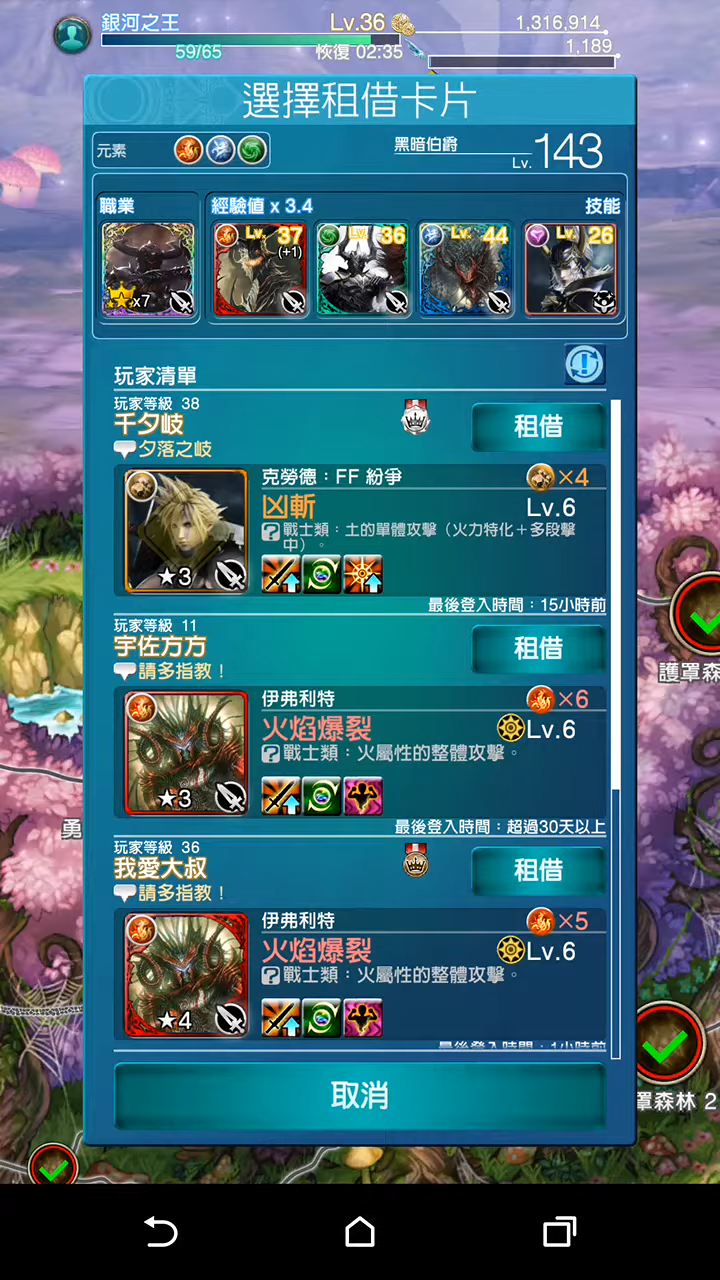 銀河之王 Lv.36 1,316,914
59/65 恢復 02:35 1,189
選擇租借卡片
元素 黑暗伯爵 Lv.143
職業 經驗值 x 3.4 技能
x7 Lv. 37 (+1) Lv. 36 Lv. 44 Lv. 26
玩家清單
玩家等級 38
千夕岐
夕落之岐
租借
克勞德：FF 紛爭 ×4
凶斬 Lv.6
戰士類：土的單體攻擊（火力特化＋多段擊
中）。
★3
最後登入時間：15小時前
玩家等級 11
宇佐方方
請多指教！
租借
伊弗利特 ×6
火焰爆裂 Lv.6
戰士類：火屬性的整體攻擊。
★3
最後登入時間：超過30天以上
玩家等級 36
我愛大叔
請多指教！
租借
伊弗利特 ×5
火焰爆裂 Lv.6
戰士類：火屬性的整體攻擊。
★4
最後登入時間：1小時前
取消
護罩森
勇
罩森林 2